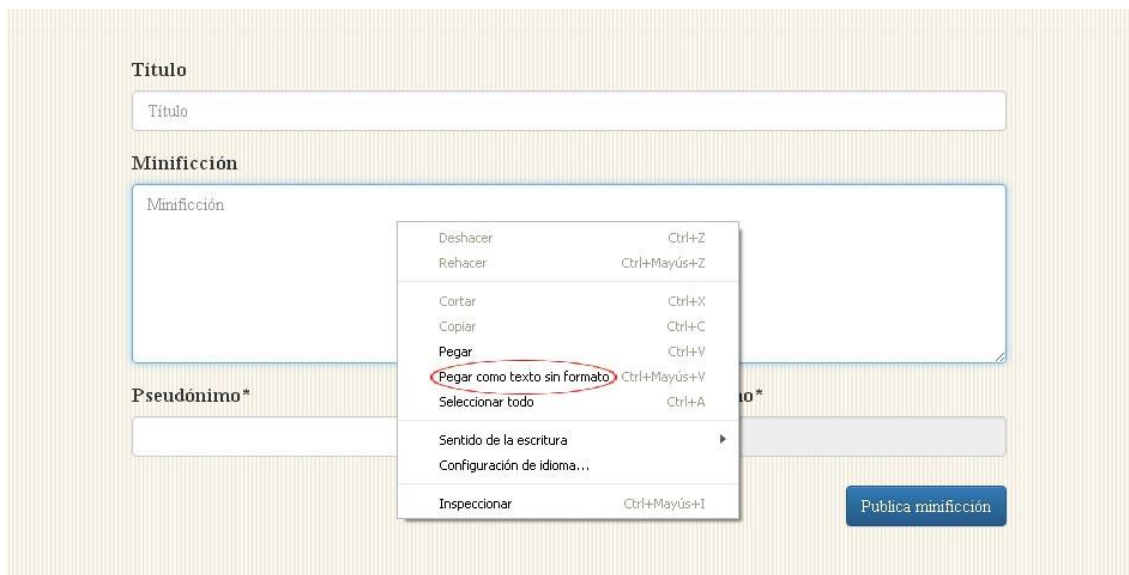 Título
Título
Minificción
Minificción
Deshacer Ctrl+Z
Rehacer Ctrl+Mayús+Z
Cortar Ctrl+X
Copiar Ctrl+C
Pegar Ctrl+V
Pegar como texto sin formato Ctrl+Mayús+V
Seleccionar todo Ctrl+A
Pseudónimo*
Sentido de la escritura
Configuración de idioma...
Inspeccionar Ctrl+Mayús+I
Publica minificción